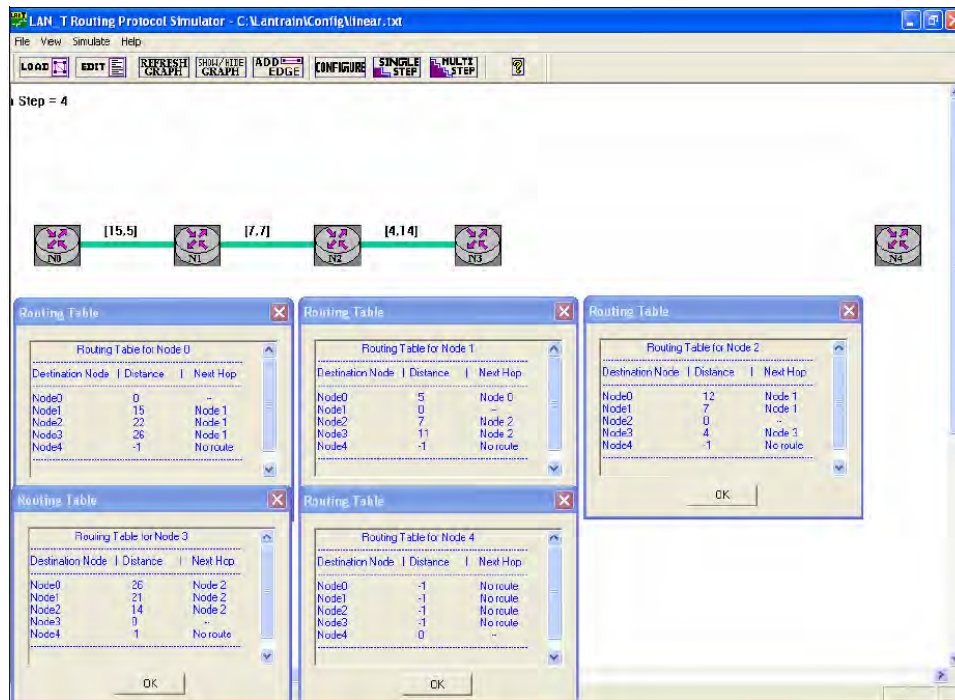 LAN_T Routing Protocol Simulator - C:\Lantrain\Config\linear.txt
File View Simulate Help
LOAD EDIT REFRESH GRAPH SHOW/HIDE GRAPH ADD EDGE CONFIGURE SINGLE STEP MULTI STEP ?
Step = 4
[15,5] [7,7] [4,14]
N0 N1 N2 N3 N4
Routing Table
Routing Table for Node 0
Destination Node | Distance | Next Hop
Node0 0 --
Node1 15 Node 1
Node2 22 Node 1
Node3 26 Node 1
Node4 -1 No route
Routing Table
Routing Table for Node 1
Destination Node | Distance | Next Hop
Node0 5 Node 0
Node1 0 --
Node2 7 Node 2
Node3 11 Node 2
Node4 -1 No route
Routing Table
Routing Table for Node 2
Destination Node | Distance | Next Hop
Node0 12 Node 1
Node1 7 Node 1
Node2 0 --
Node3 4 Node 3
Node4 -1 No route
OK
Routing Table
Routing Table for Node 3
Destination Node | Distance | Next Hop
Node0 26 Node 2
Node1 21 Node 2
Node2 14 Node 2
Node3 0 --
Node4 -1 No route
OK
Routing Table
Routing Table for Node 4
Destination Node | Distance | Next Hop
Node0 -1 No route
Node1 -1 No route
Node2 -1 No route
Node3 -1 No route
Node4 0 --
OK